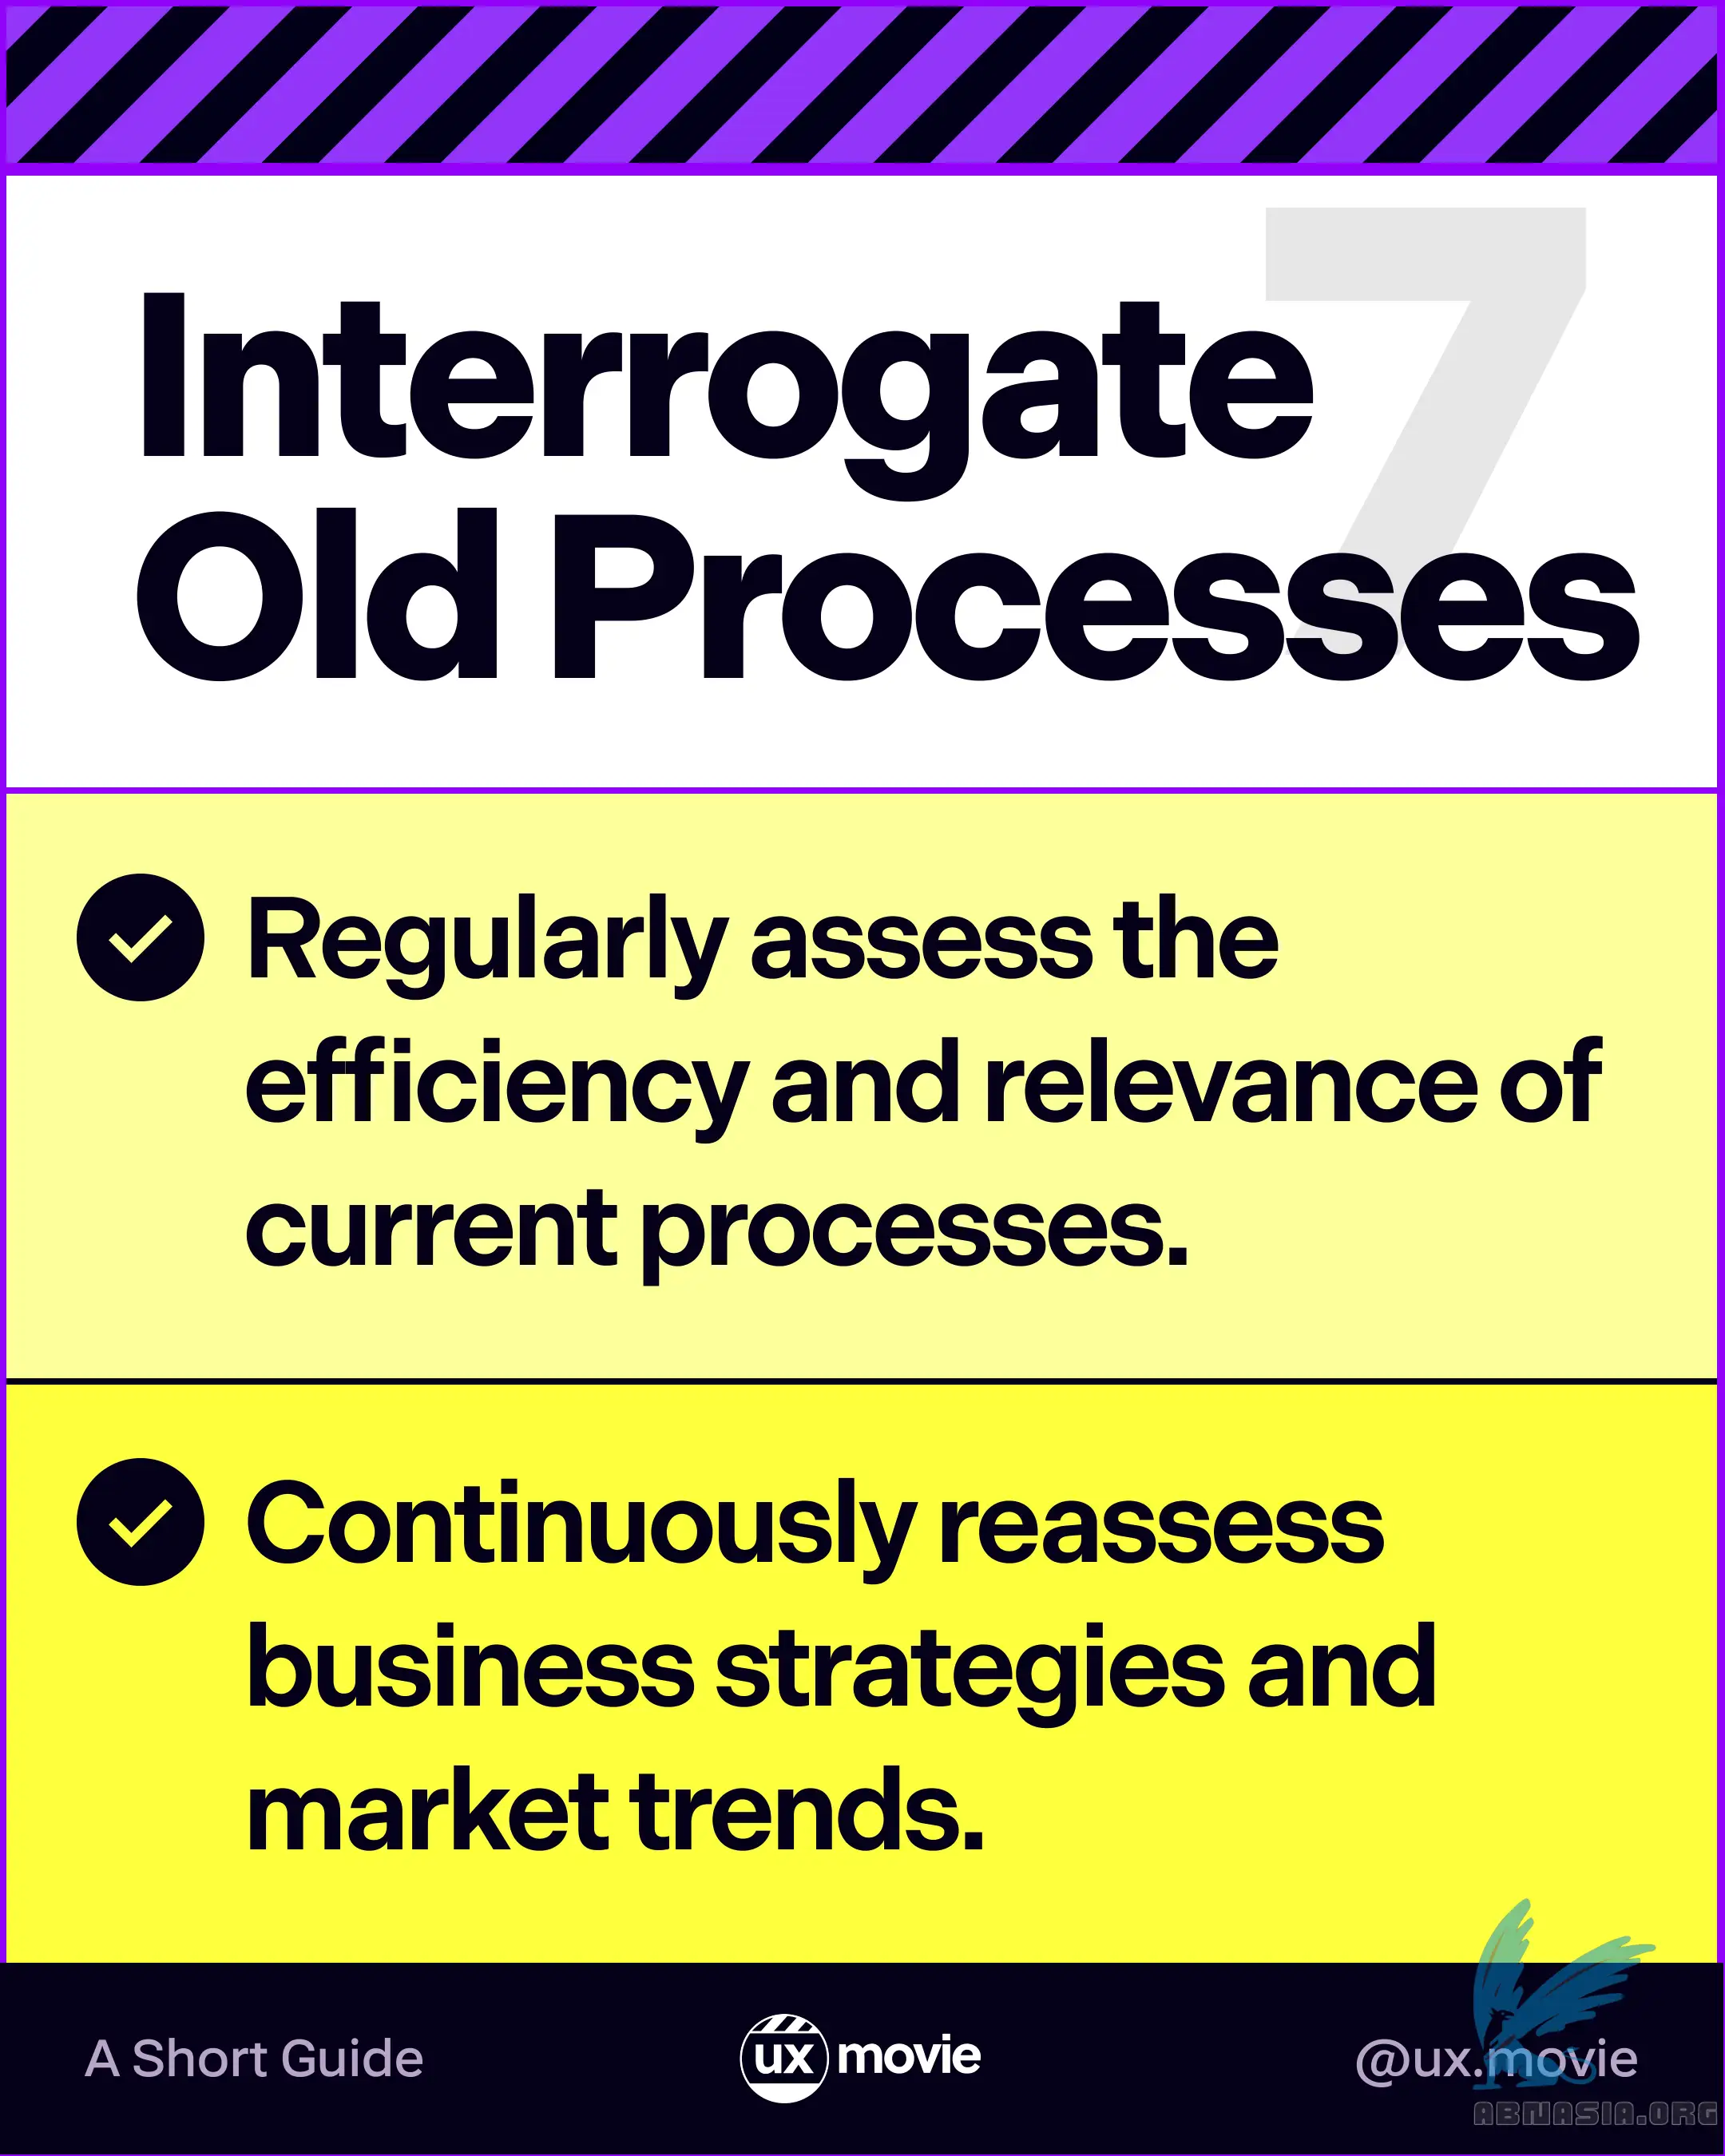 7
Interrogate
Old Processes
Regularly assess the
efficiency and relevance of
current processes.
Continuously reassess
business strategies and
market trends.
A Short Guide
ux movie
@ux.movie
ABNASIA.ORG